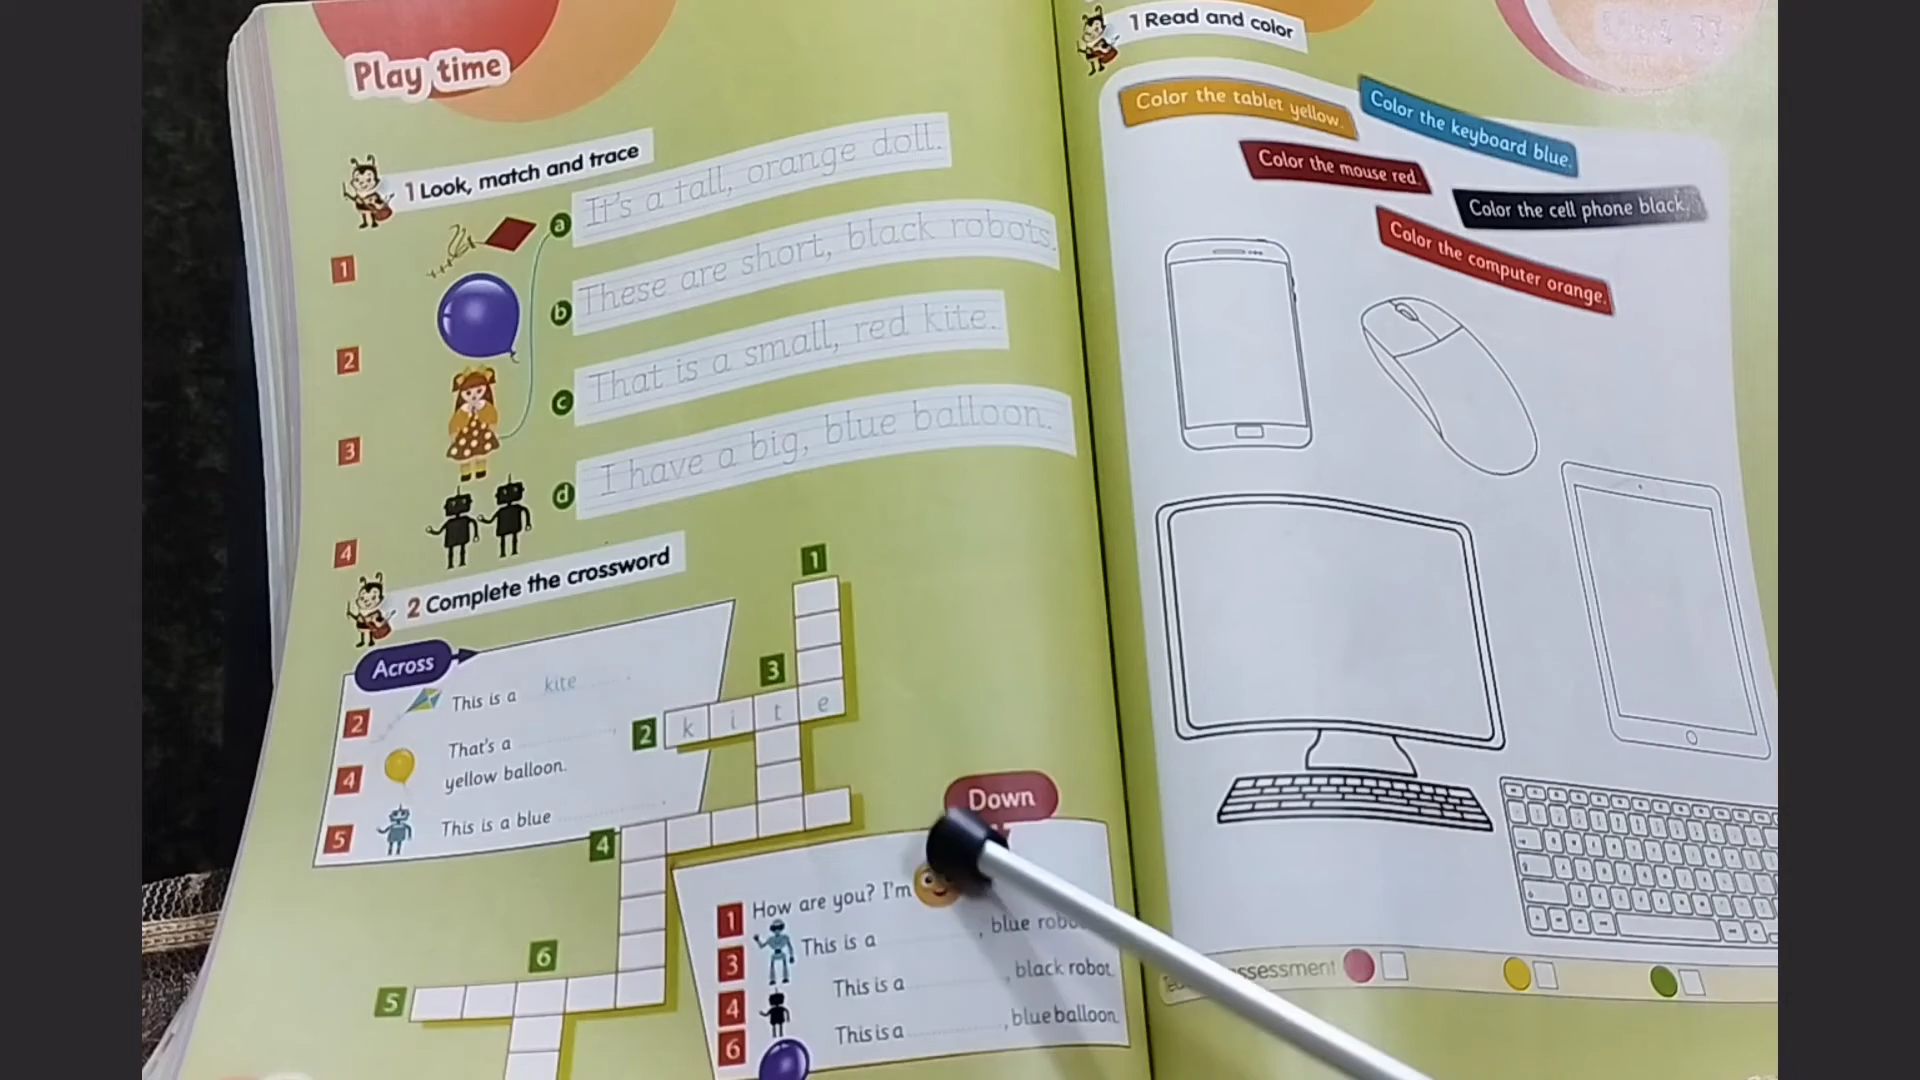 Play time
1 Look, match and trace
1
2
3
4
a It's a tall, orange doll.
b These are short, black robots.
c That is a small, red kite.
d I have a big, blue balloon.
2 Complete the crossword
Across
2 This is a kite.
4 That's a ,
yellow balloon.
5 This is a blue .
1
3
2 k i t e
4
6
5
Down
1 How are you? I'm
3 This is a , blue
4 This is a , black robot
6 This is a , blue balloon.
1 Read and color
Color the tablet yellow.
Color the keyboard blue.
Color the mouse red.
Color the cell phone black.
Color the computer orange.